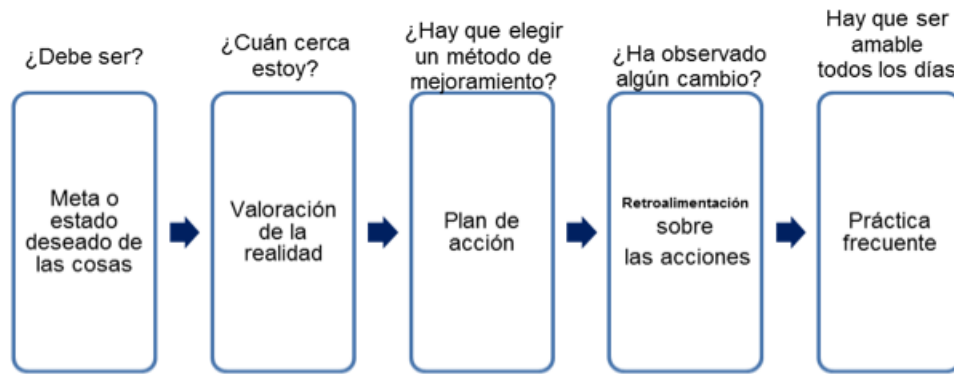 ¿Debe ser?
¿Cuán cerca
estoy?
¿Hay que elegir
un método de
mejoramiento?
¿Ha observado
algún cambio?
Hay que ser
amable
todos los días
Meta o
estado
deseado de
las cosas
Valoración
de la
realidad
Plan de
acción
Retroalimentación
sobre
las acciones
Práctica
frecuente